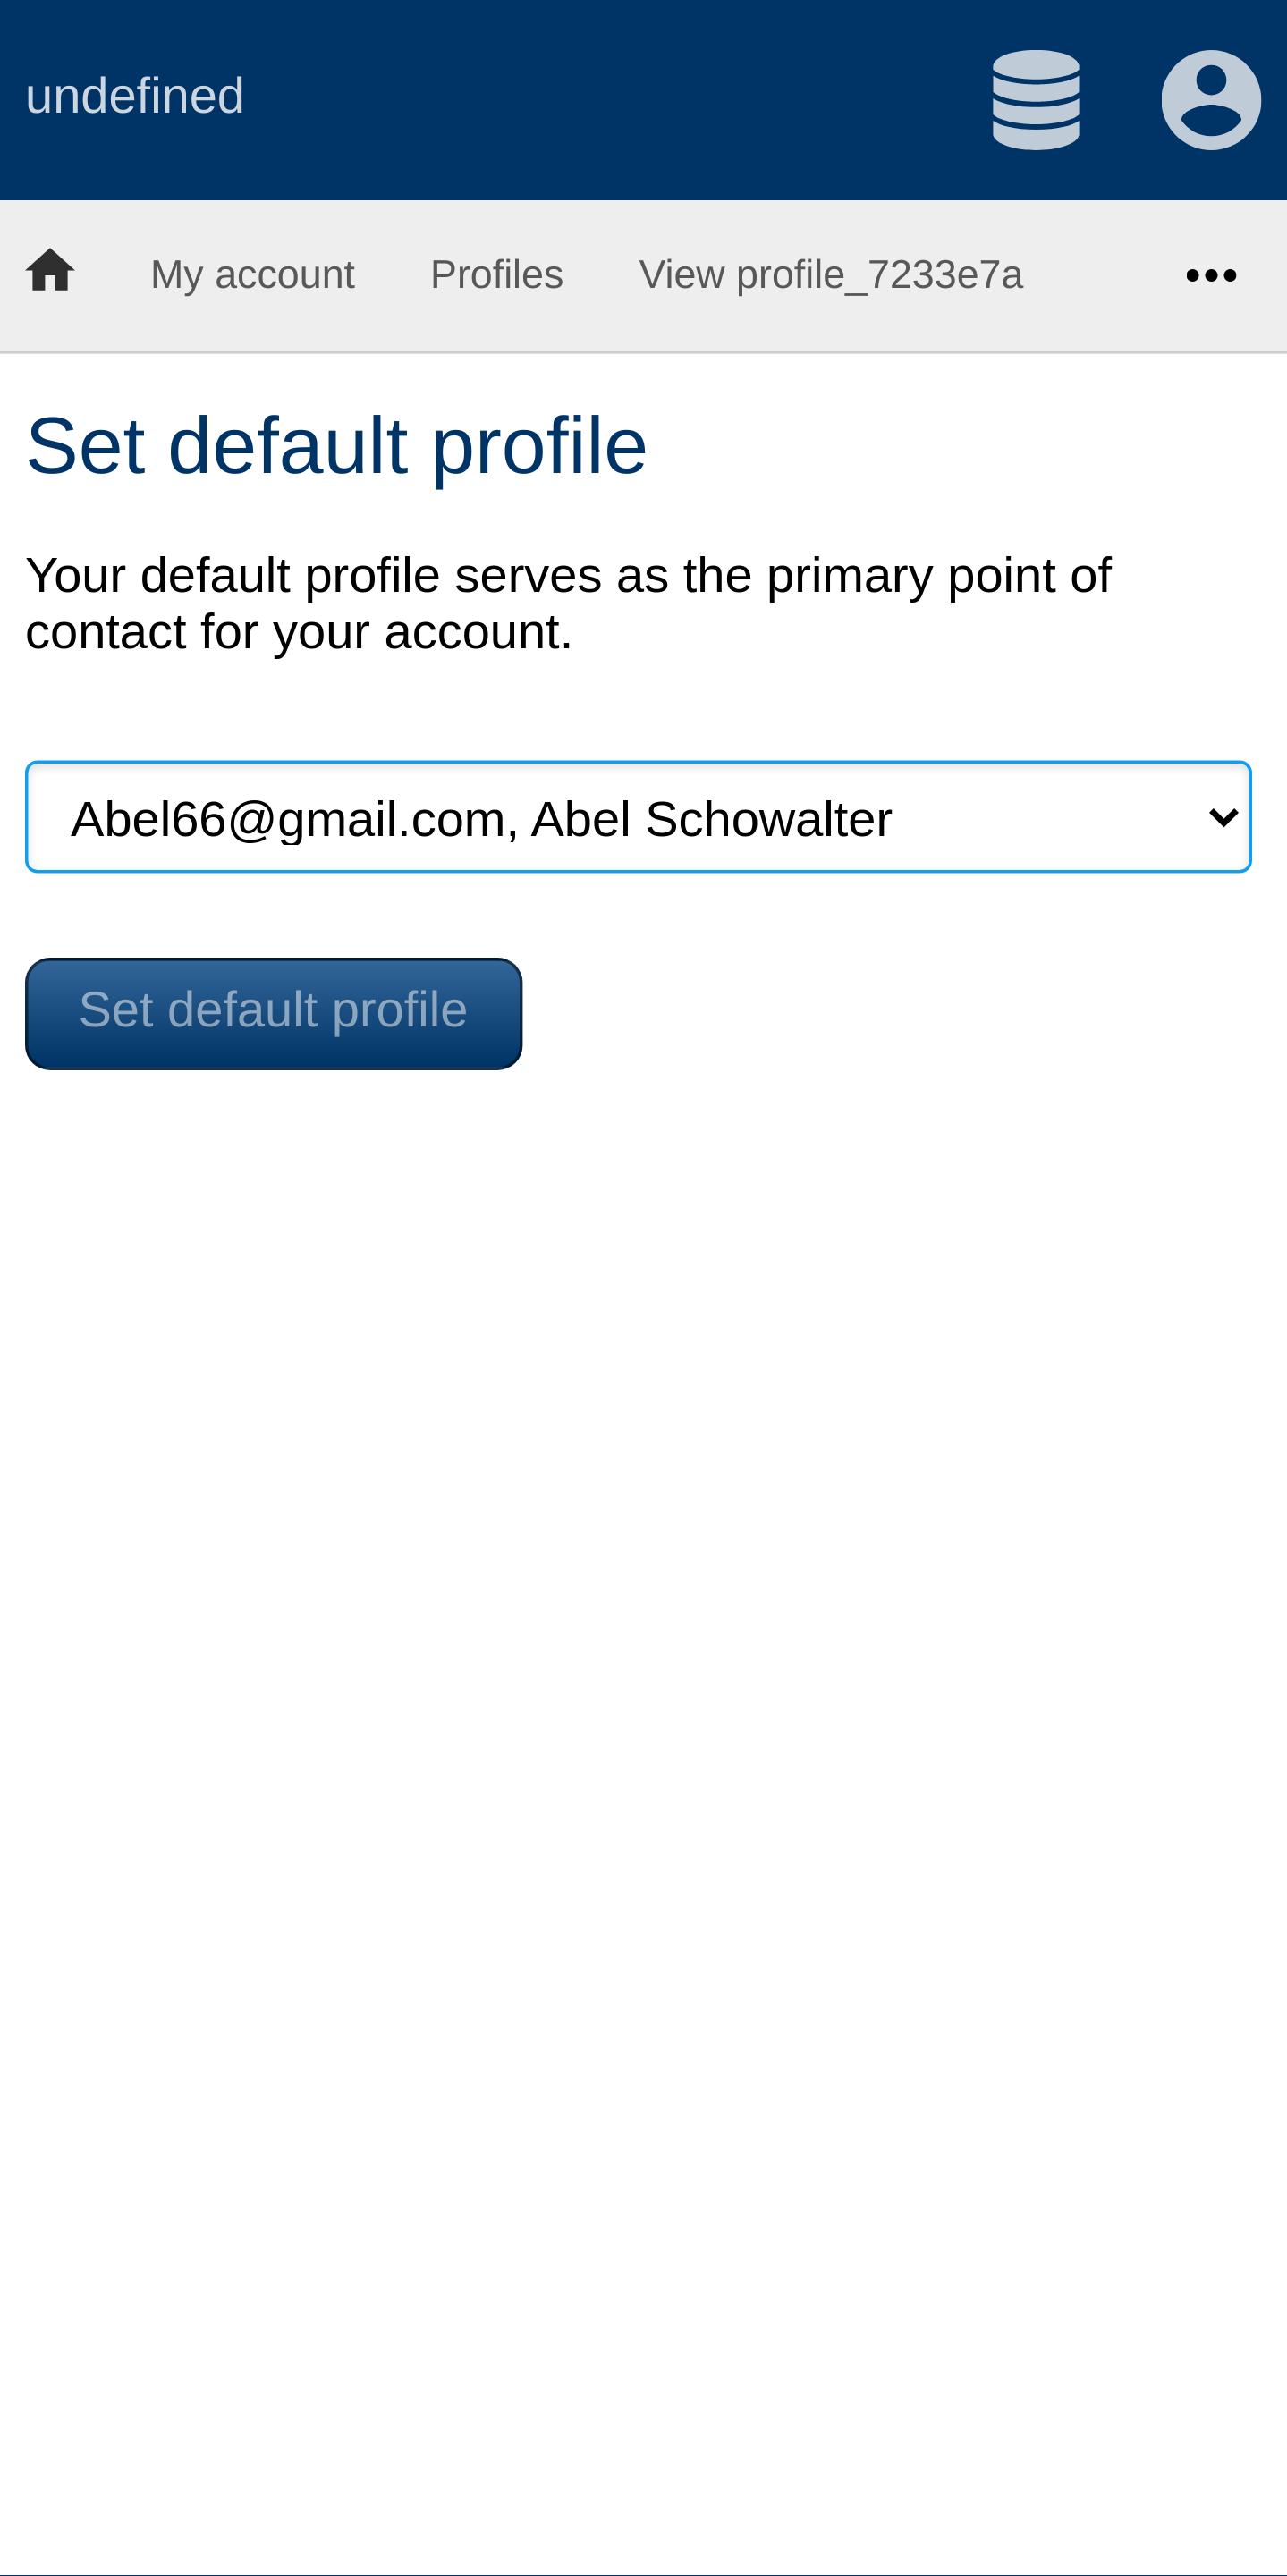 undefined
My account Profiles View profile_7233e7a
Set default profile
Your default profile serves as the primary point of
contact for your account.
Abel66@gmail.com, Abel Schowalter
Set default profile